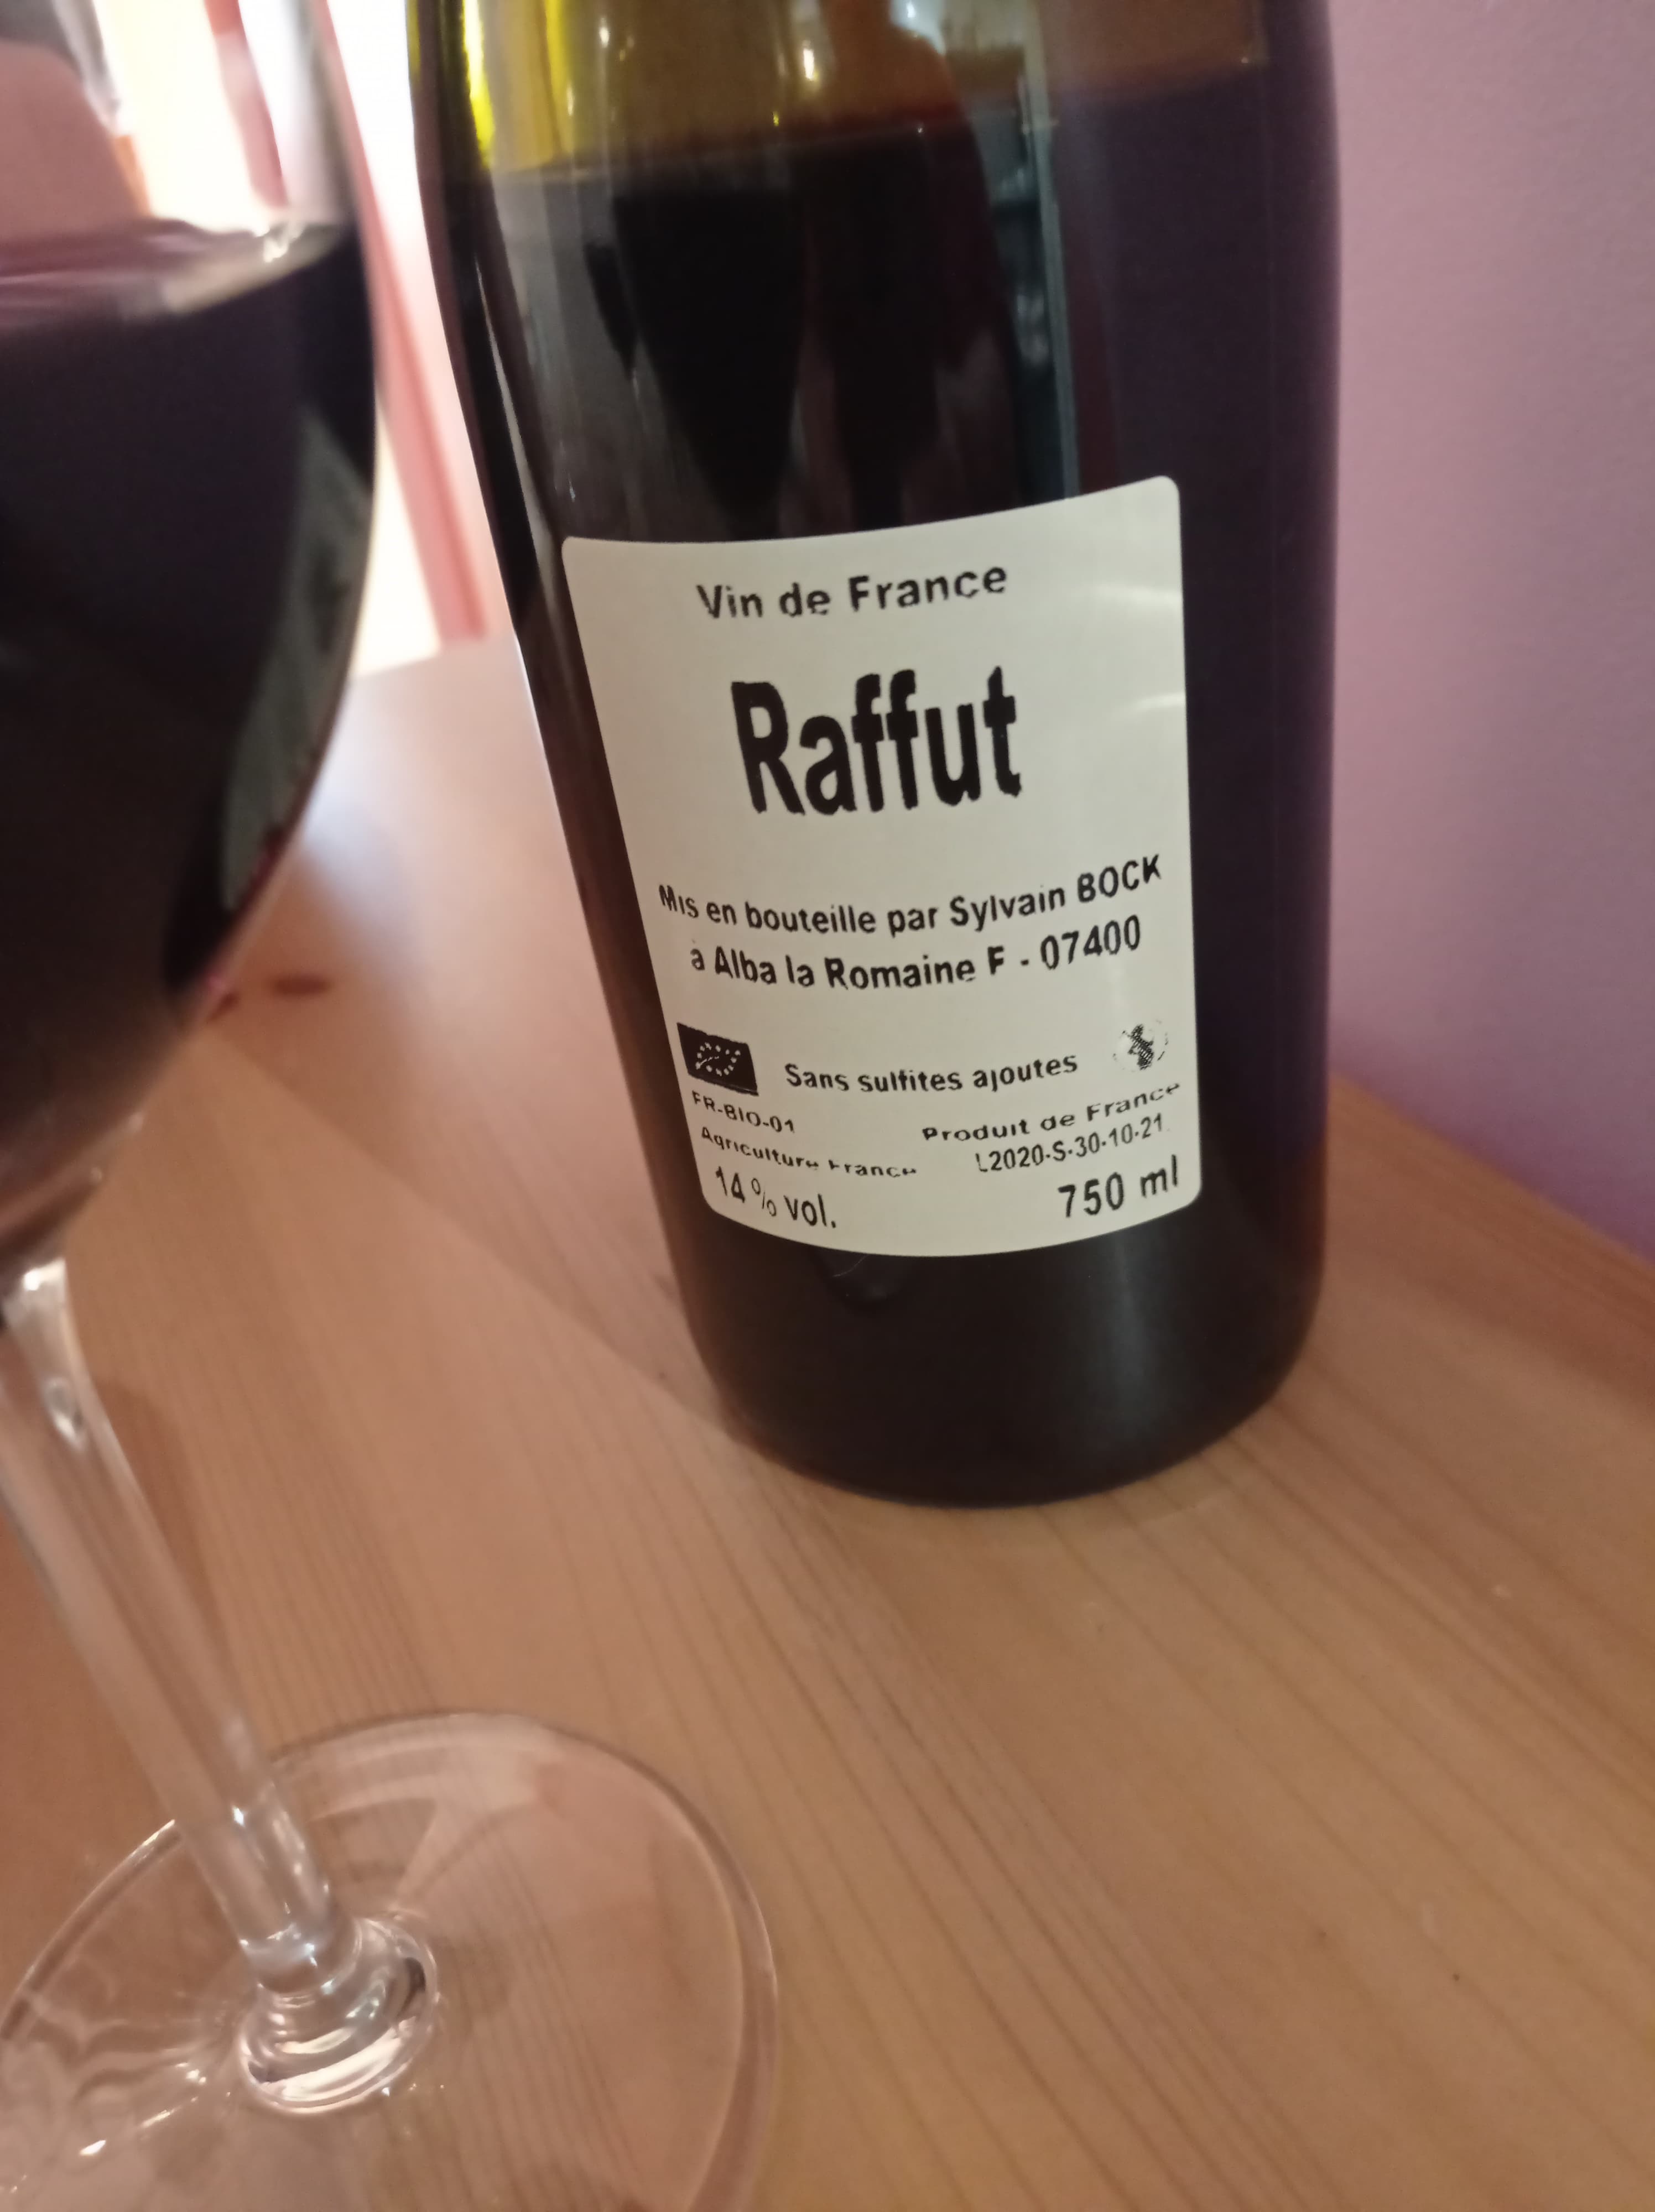 Vin de France
Raffut
Mis en bouteille par Sylvain BOCK
à Alba la Romaine F - 07400
Sans sulfites ajoutes
FR-BIO-01
Agriculture France
Produit de France
L2020-S-30-10-21
14 % vol.
750 ml